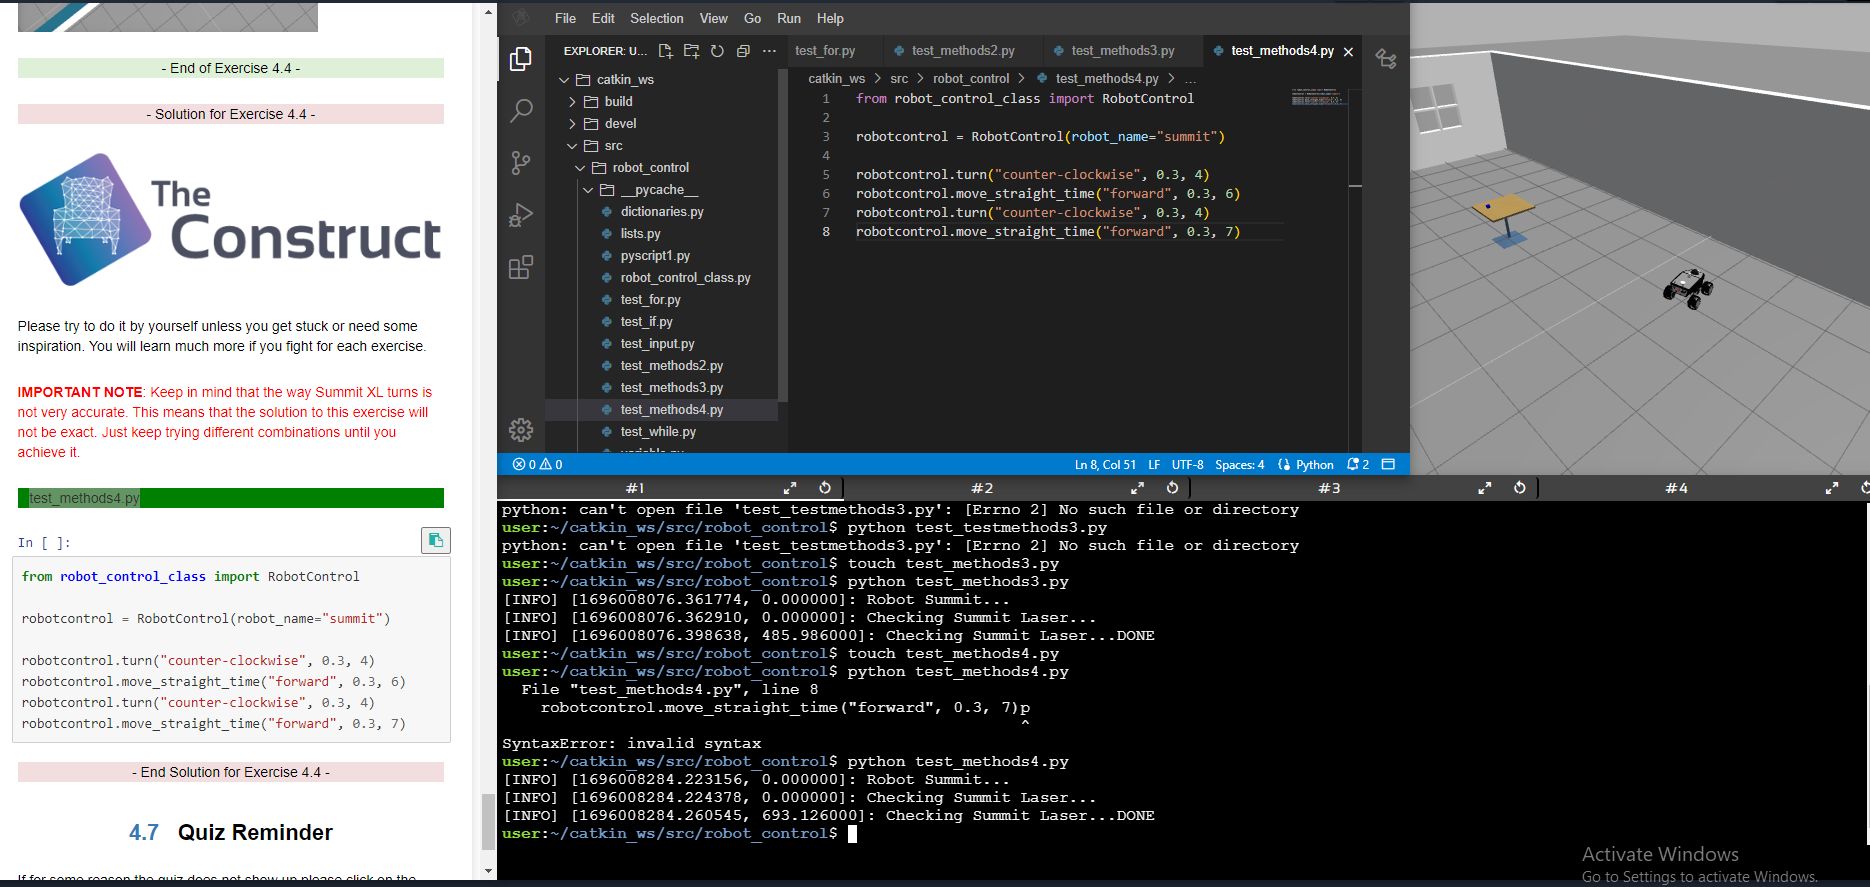 - End of Exercise 4.4 -
- Solution for Exercise 4.4 -
The
Construct
Please try to do it by yourself unless you get stuck or need some
inspiration. You will learn much more if you fight for each exercise.
IMPORTANT NOTE: Keep in mind that the way Summit XL turns is
not very accurate. This means that the solution to this exercise will
not be exact. Just keep trying different combinations until you
achieve it.
test_methods4.py
In [ ]:
from robot_control_class import RobotControl
robotcontrol = RobotControl(robot_name="summit")
robotcontrol.turn("counter-clockwise", 0.3, 4)
robotcontrol.move_straight_time("forward", 0.3, 6)
robotcontrol.turn("counter-clockwise", 0.3, 4)
robotcontrol.move_straight_time("forward", 0.3, 7)
- End Solution for Exercise 4.4 -
4.7 Quiz Reminder
If for some reason the quiz does not show up please click on the
File Edit Selection View Go Run Help
EXPLORER: U...
catkin_ws
build
devel
src
robot_control
__pycache__
dictionaries.py
lists.py
pyscript1.py
robot_control_class.py
test_for.py
test_if.py
test_input.py
test_methods2.py
test_methods3.py
test_methods4.py
test_while.py
variable.py
test_for.py test_methods2.py test_methods3.py test_methods4.py
catkin_ws > src > robot_control > test_methods4.py > ...
1 from robot_control_class import RobotControl
2
3 robotcontrol = RobotControl(robot_name="summit")
4
5 robotcontrol.turn("counter-clockwise", 0.3, 4)
6 robotcontrol.move_straight_time("forward", 0.3, 6)
7 robotcontrol.turn("counter-clockwise", 0.3, 4)
8 robotcontrol.move_straight_time("forward", 0.3, 7)
0 0 Ln 8, Col 51 LF UTF-8 Spaces: 4 Python 2
#1 #2 #3 #4
python: can't open file 'test_testmethods3.py': [Errno 2] No such file or directory
user:~/catkin_ws/src/robot_control$ python test_testmethods3.py
python: can't open file 'test_testmethods3.py': [Errno 2] No such file or directory
user:~/catkin_ws/src/robot_control$ touch test_methods3.py
user:~/catkin_ws/src/robot_control$ python test_methods3.py
[INFO] [1696008076.361774, 0.000000]: Robot Summit...
[INFO] [1696008076.362910, 0.000000]: Checking Summit Laser...
[INFO] [1696008076.398638, 485.986000]: Checking Summit Laser...DONE
user:~/catkin_ws/src/robot_control$ touch test_methods4.py
user:~/catkin_ws/src/robot_control$ python test_methods4.py
File "test_methods4.py", line 8
robotcontrol.move_straight_time("forward", 0.3, 7)p
^
SyntaxError: invalid syntax
user:~/catkin_ws/src/robot_control$ python test_methods4.py
[INFO] [1696008284.223156, 0.000000]: Robot Summit...
[INFO] [1696008284.224378, 0.000000]: Checking Summit Laser...
[INFO] [1696008284.260545, 693.126000]: Checking Summit Laser...DONE
user:~/catkin_ws/src/robot_control$
Activate Windows
Go to Settings to activate Windows.